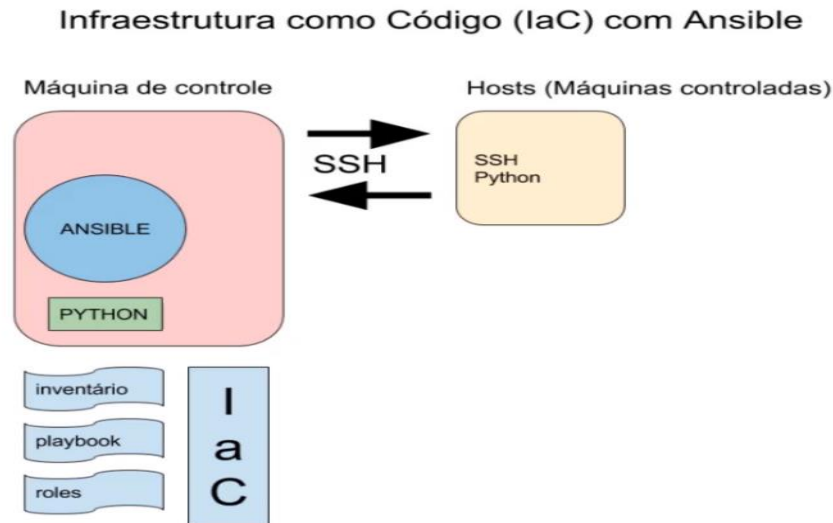 Infraestrutura como Código (IaC) com Ansible
Máquina de controle
Hosts (Máquinas controladas)
SSH
SSH
Python
ANSIBLE
PYTHON
inventário
playbook
roles
I
a
C